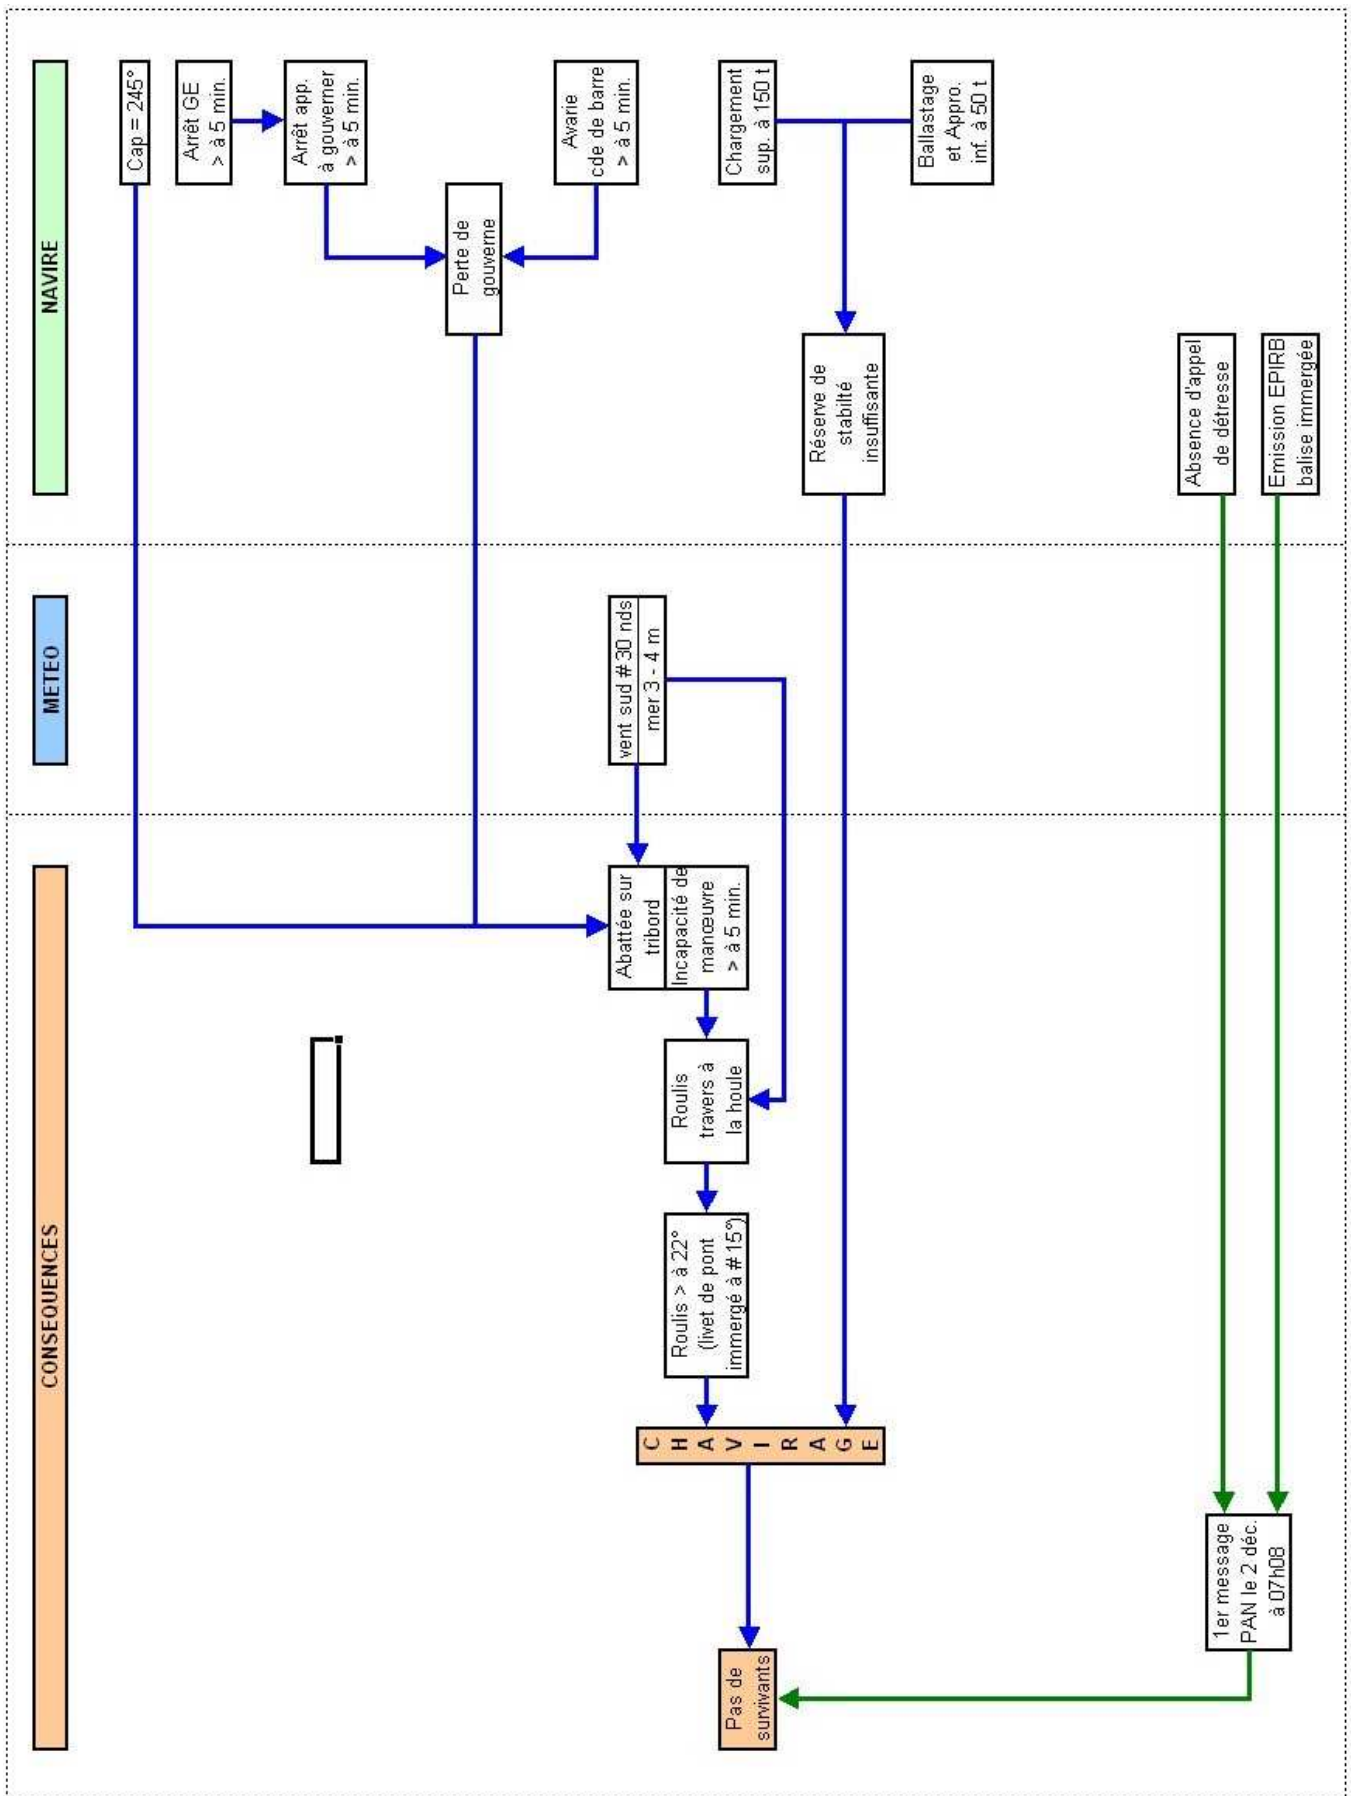 NAVIRE
METEO
CONSEQUENCES
Cap = 245°
Arrêt GE
> à 5 min.
Arrêt app.
à gouverner
> à 5 min.
Perte de
gouverne
Avarie
cde de barre
> à 5 min.
Chargement
sup. à 150 t
Ballastage
et Appro.
inf. à 50 t
Réserve de
stabilté
insuffisante
Absence d'appel
de détresse
Emission EPIRB
balise immergée
vent sud # 30 nds
mer 3 - 4 m
Abattée sur
tribord
Incapacité de
manœuvre
> à 5 min.
Roulis
travers à
la houle
Roulis > à 22°
(livet de pont
immergé à # 15°)
C
H
A
V
I
R
A
G
E
1er message
PAN le 2 déc.
à 07h08
Pas de
survivants